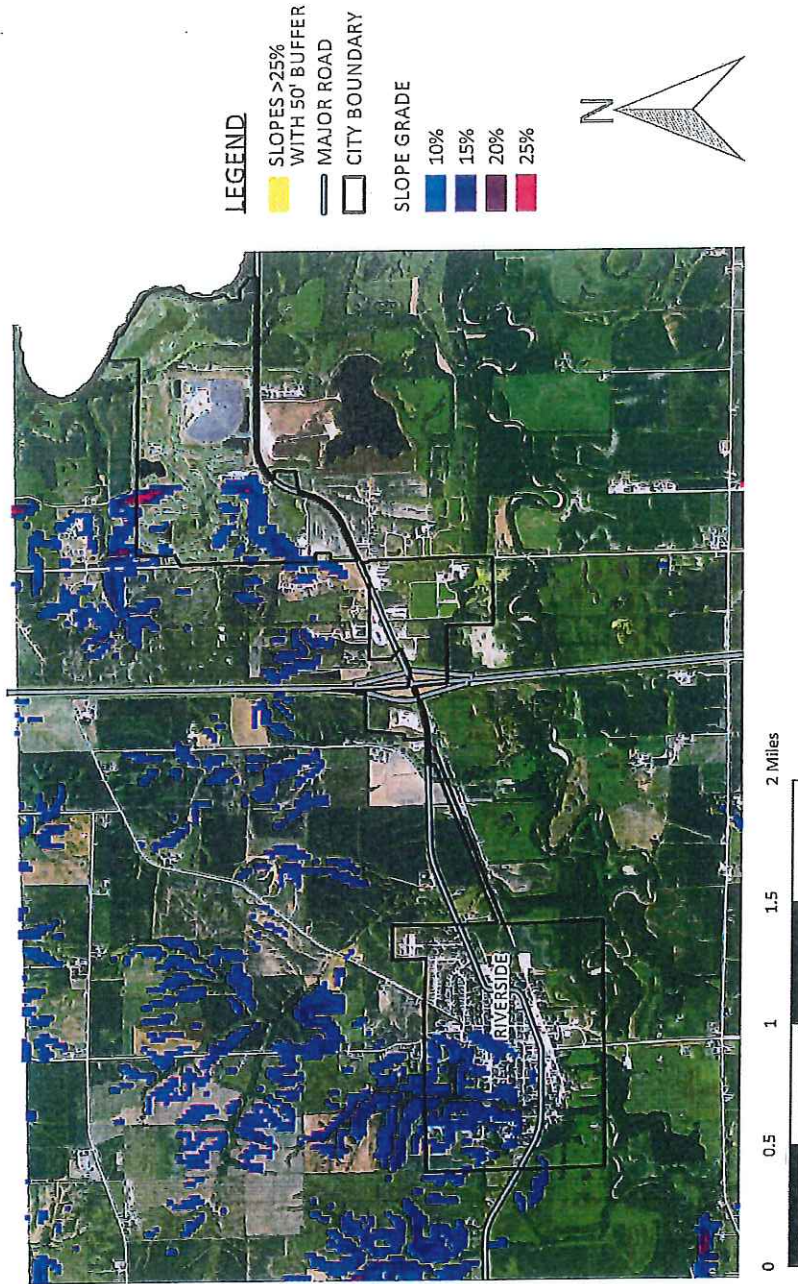 LEGEND
SLOPES >25%
WITH 50' BUFFER
MAJOR ROAD
CITY BOUNDARY
SLOPE GRADE
10%
15%
20%
25%
N
RIVERSIDE
0 0.5 1 1.5 2 Miles